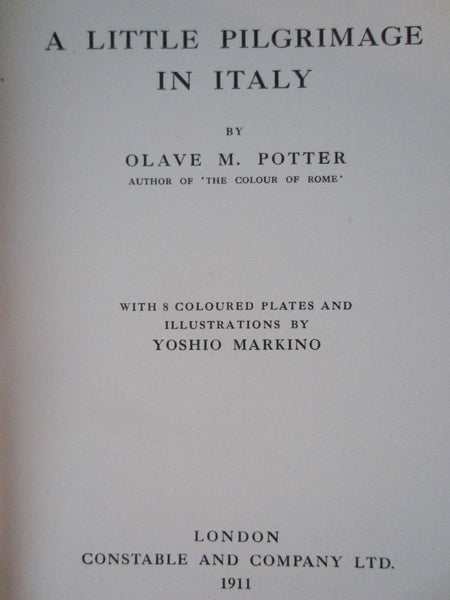 A LITTLE PILGRIMAGE
IN ITALY
BY
OLAVE M. POTTER
AUTHOR OF 'THE COLOUR OF ROME'
WITH 8 COLOURED PLATES AND
ILLUSTRATIONS BY
YOSHIO MARKINO
LONDON
CONSTABLE AND COMPANY LTD.
1911